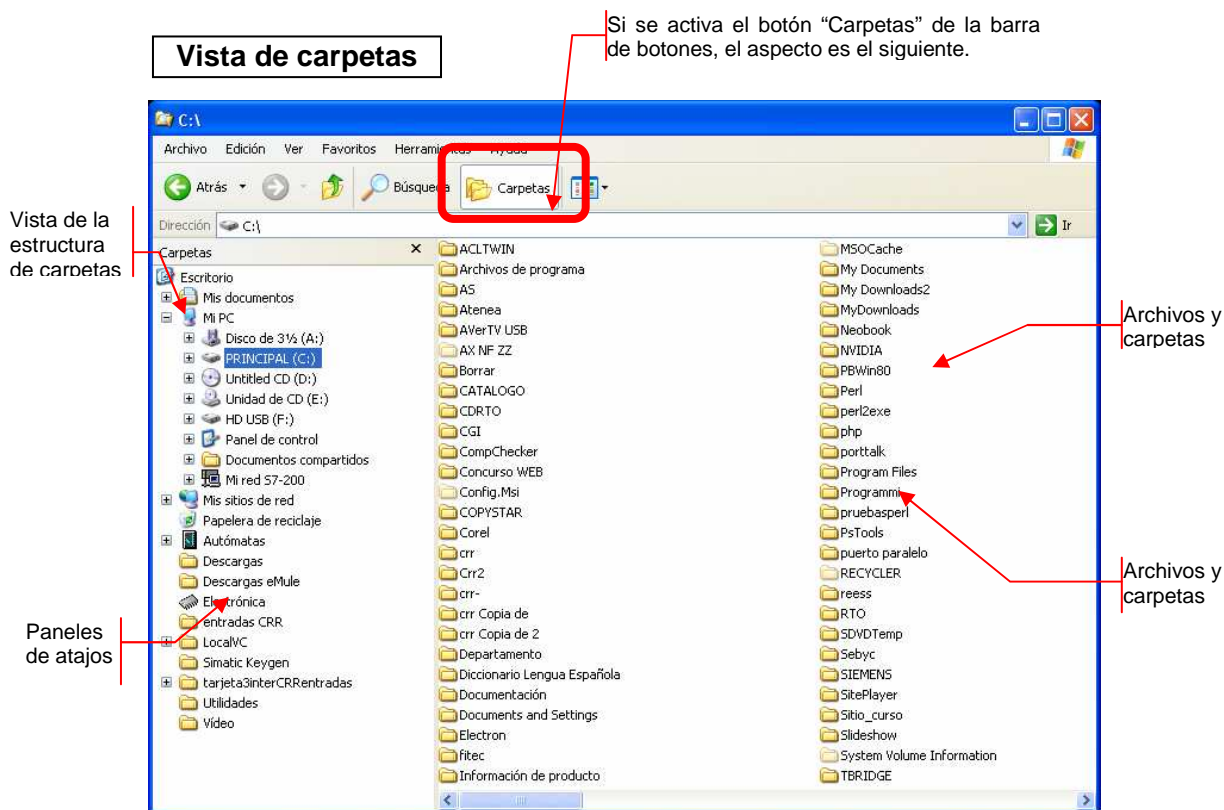 Si se activa el botón “Carpetas” de la barra
de botones, el aspecto es el siguiente.
Vista de carpetas
C:\
Archivo Edición Ver Favoritos Herramientas Ayuda
Atrás Búsqueda Carpetas
Dirección C:\ Ir
Vista de la
estructura
de carpetas
Carpetas
Escritorio
Mis documentos
Mi PC
Disco de 3½ (A:)
PRINCIPAL (C:)
Untitled CD (D:)
Unidad de CD (E:)
HD USB (F:)
Panel de control
Documentos compartidos
Mi red S7-200
Mis sitios de red
Papelera de reciclaje
Autómatas
Descargas
Descargas eMule
Electrónica
entradas CRR
LocalVC
Simatic Keygen
tarjeta3interCRRentradas
Utilidades
Vídeo
Paneles
de atajos
ACLTWIN
Archivos de programa
AS
Atenea
AVerTV USB
AX NF ZZ
Borrar
CATALOGO
CDRTO
CGI
CompChecker
Concurso WEB
Config.Msi
COPYSTAR
Corel
crr
Crr2
crr-
crr Copia de
crr Copia de 2
Departamento
Diccionario Lengua Española
Documentación
Documents and Settings
Electron
fitec
Información de producto
MSOCache
My Documents
My Downloads2
MyDownloads
Neobook
NVIDIA
PBWin80
Perl
perl2exe
php
porttalk
Program Files
Programmi
pruebasperl
PsTools
puerto paralelo
RECYCLER
reess
RTO
SDVDTemp
Sebyc
SIEMENS
SitePlayer
Sitio_curso
Slideshow
System Volume Information
TBRIDGE
Archivos y
carpetas
Archivos y
carpetas